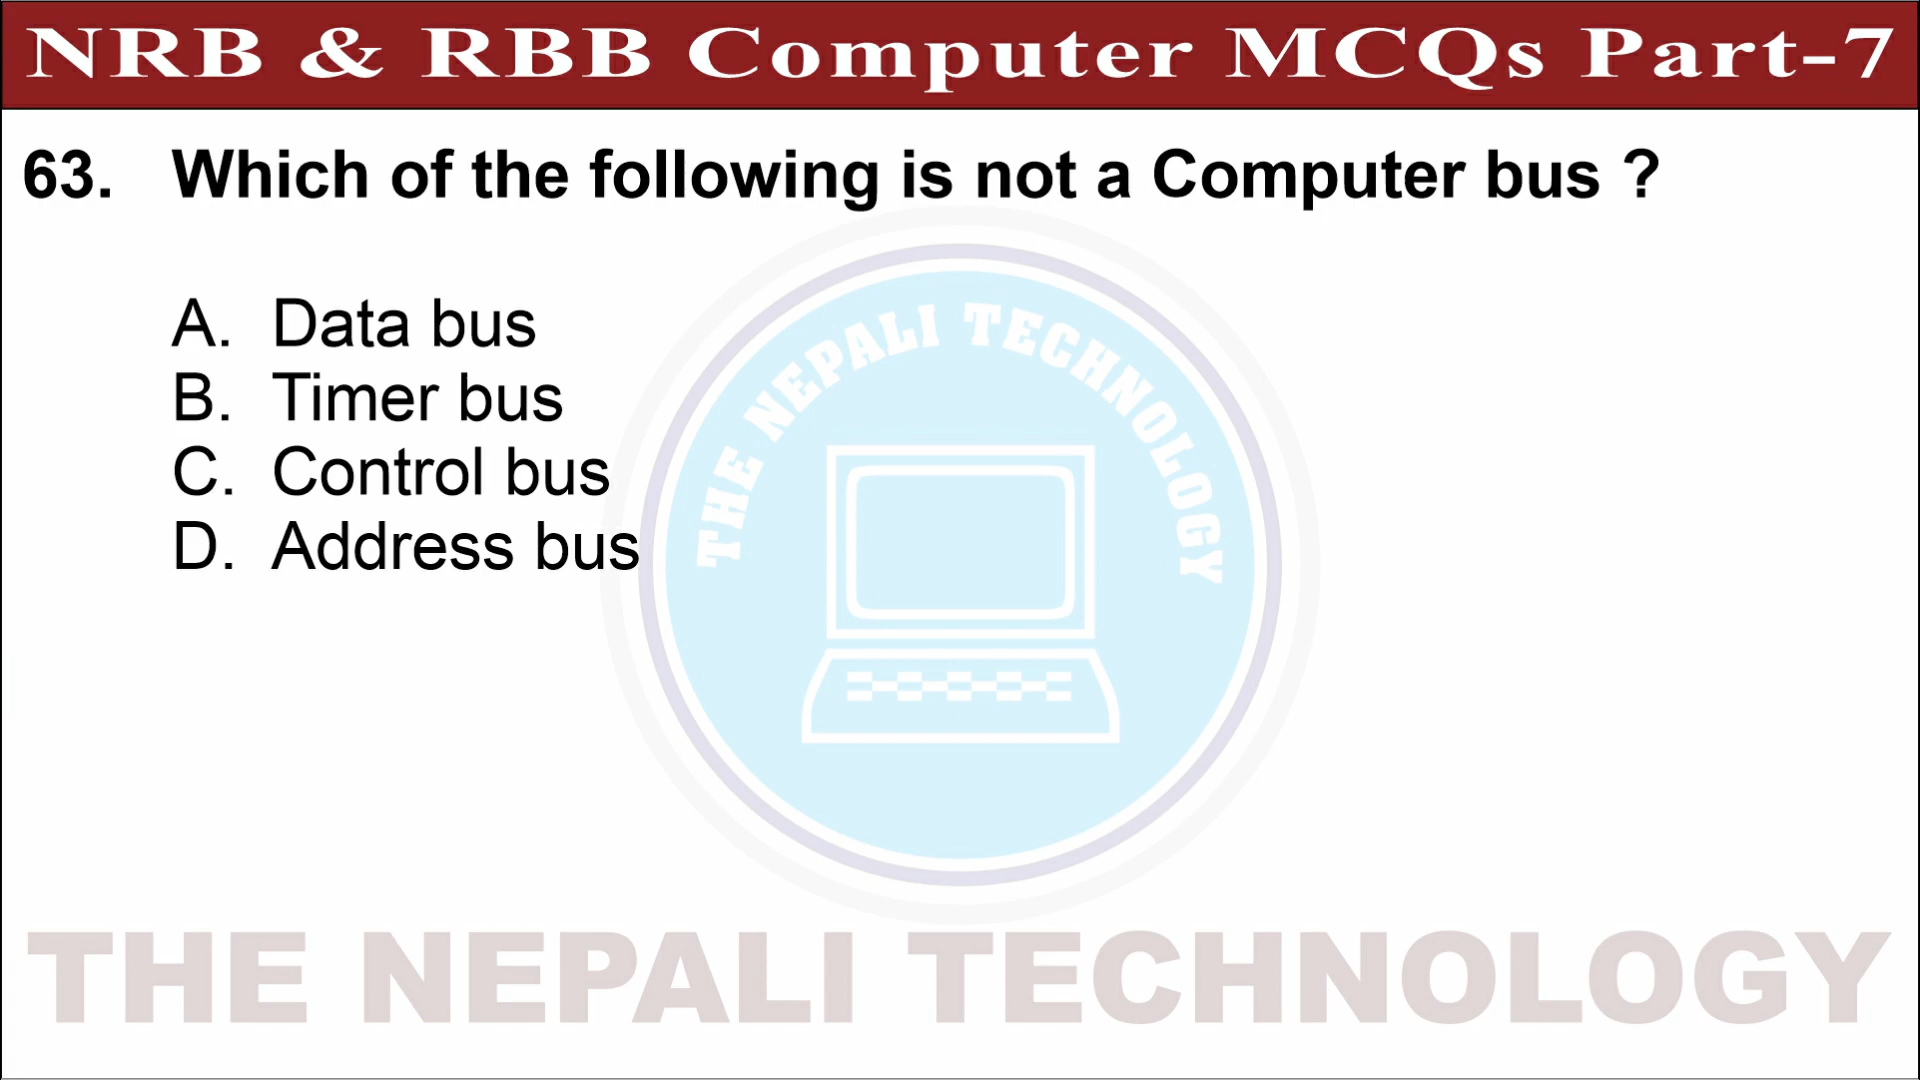 NRB & RBB Computer MCQs Part-7
63. Which of the following is not a Computer bus ?
A. Data bus
B. Timer bus
C. Control bus
D. Address bus
THE NEPALI TECHNOLOGY
THE NEPALI TECHNOLOGY